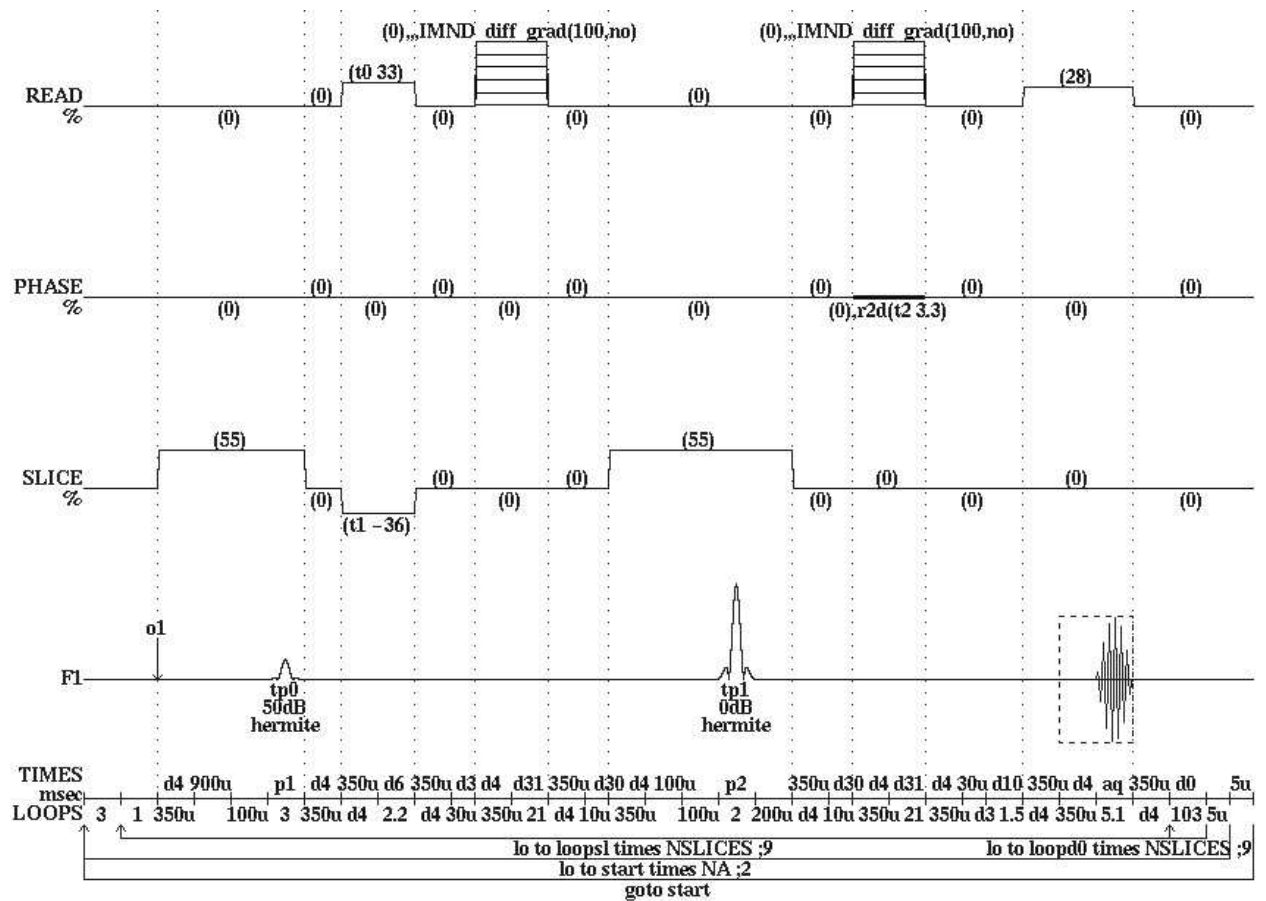 (0),,,IMND diff grad(100,no) (0),,,IMND diff grad(100,no)
(t0 33) (28)
READ (0) (0)
% (0) (0) (0) (0) (0) (0)
PHASE (0) (0) (0) (0) (0) (0) (0)
% (0) (0) (0) (0) (0),r2d(t2 3.3) (0)
(55) (55)
SLICE (0) (0) (0) (0)
% (0) (0) (0) (0) (0)
(t1 –36)
o1
F1
tp0 tp1
50dB 0dB
hermite hermite
TIMES d4 900u p1 d4 350u d6 350u d3 d4 d31 350u d30 d4 100u p2 350u d30 d4 d31 d4 30u d10 350u d4 aq 350u d0 5u
msec
LOOPS 3 1 350u 100u 3 350u d4 2.2 d4 30u 350u 21 d4 10u 350u 100u 2 200u d4 10u 350u 21 350u d3 1.5 d4 350u 5.1 d4 103 5u
lo to loopsl times NSLICES ;9 lo to loopd0 times NSLICES ;9
lo to start times NA ;2
goto start